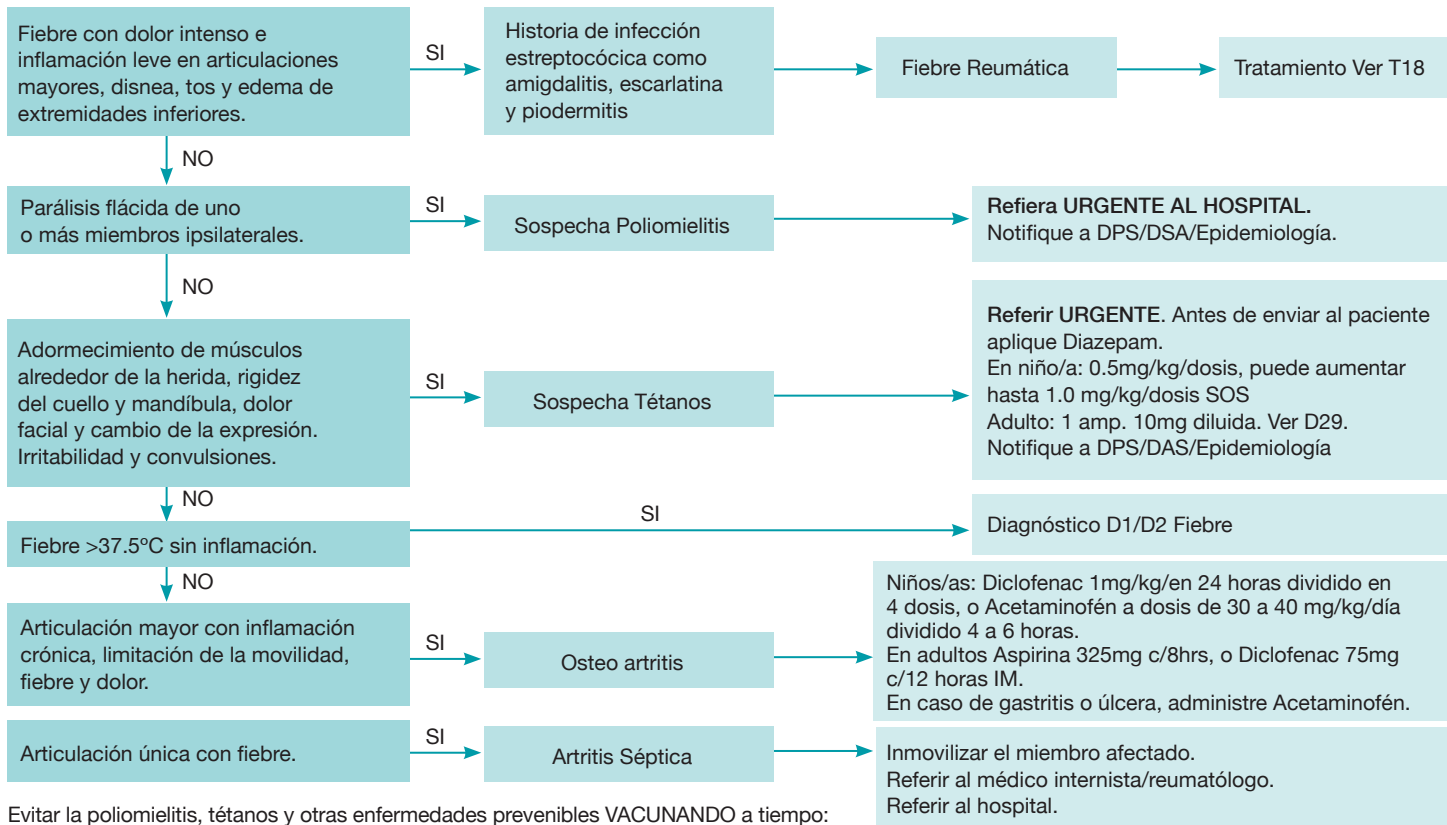 Fiebre con dolor intenso e
inflamación leve en articulaciones
mayores, disnea, tos y edema de
extremidades inferiores.
SI
Historia de infección
estreptocócica como
amigdalitis, escarlatina
y piodermitis
Fiebre Reumática
Tratamiento Ver T18
NO
Parálisis flácida de uno
o más miembros ipsilaterales.
SI
Sospecha Poliomielitis
Refiera URGENTE AL HOSPITAL.
Notifique a DPS/DSA/Epidemiología.
NO
Adormecimiento de músculos
alrededor de la herida, rigidez
del cuello y mandíbula, dolor
facial y cambio de la expresión.
Irritabilidad y convulsiones.
SI
Sospecha Tétanos
Referir URGENTE. Antes de enviar al paciente
aplique Diazepam.
En niño/a: 0.5mg/kg/dosis, puede aumentar
hasta 1.0 mg/kg/dosis SOS
Adulto: 1 amp. 10mg diluida. Ver D29.
Notifique a DPS/DAS/Epidemiología
NO
Fiebre >37.5ºC sin inflamación.
SI
Diagnóstico D1/D2 Fiebre
NO
Articulación mayor con inflamación
crónica, limitación de la movilidad,
fiebre y dolor.
SI
Osteo artritis
Niños/as: Diclofenac 1mg/kg/en 24 horas dividido en
4 dosis, o Acetaminofén a dosis de 30 a 40 mg/kg/día
dividido 4 a 6 horas.
En adultos Aspirina 325mg c/8hrs, o Diclofenac 75mg
c/12 horas IM.
En caso de gastritis o úlcera, administre Acetaminofén.
Articulación única con fiebre.
SI
Artritis Séptica
Inmovilizar el miembro afectado.
Referir al médico internista/reumatólogo.
Referir al hospital.
Evitar la poliomielitis, tétanos y otras enfermedades prevenibles VACUNANDO a tiempo: